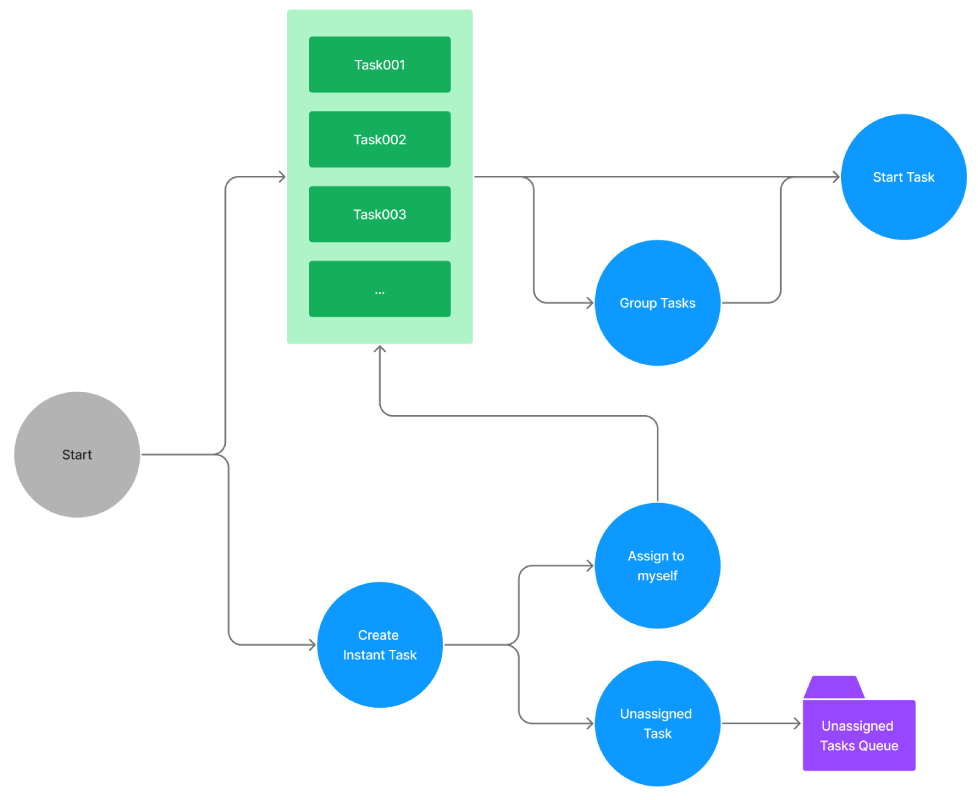 Task001
Task002
Task003
...
Start Task
Group Tasks
Start
Assign to
myself
Create
Instant Task
Unassigned
Task
Unassigned
Tasks Queue